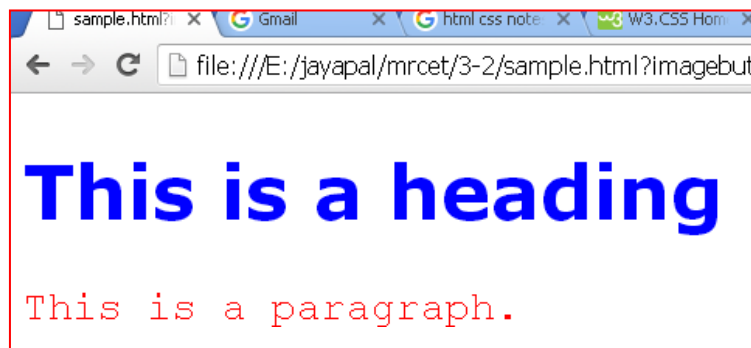 sample.html?i
Gmail
html css note
W3.CSS Hom
file:///E:/jayapal/mrcet/3-2/sample.html?imagebut
This is a heading
This is a paragraph.